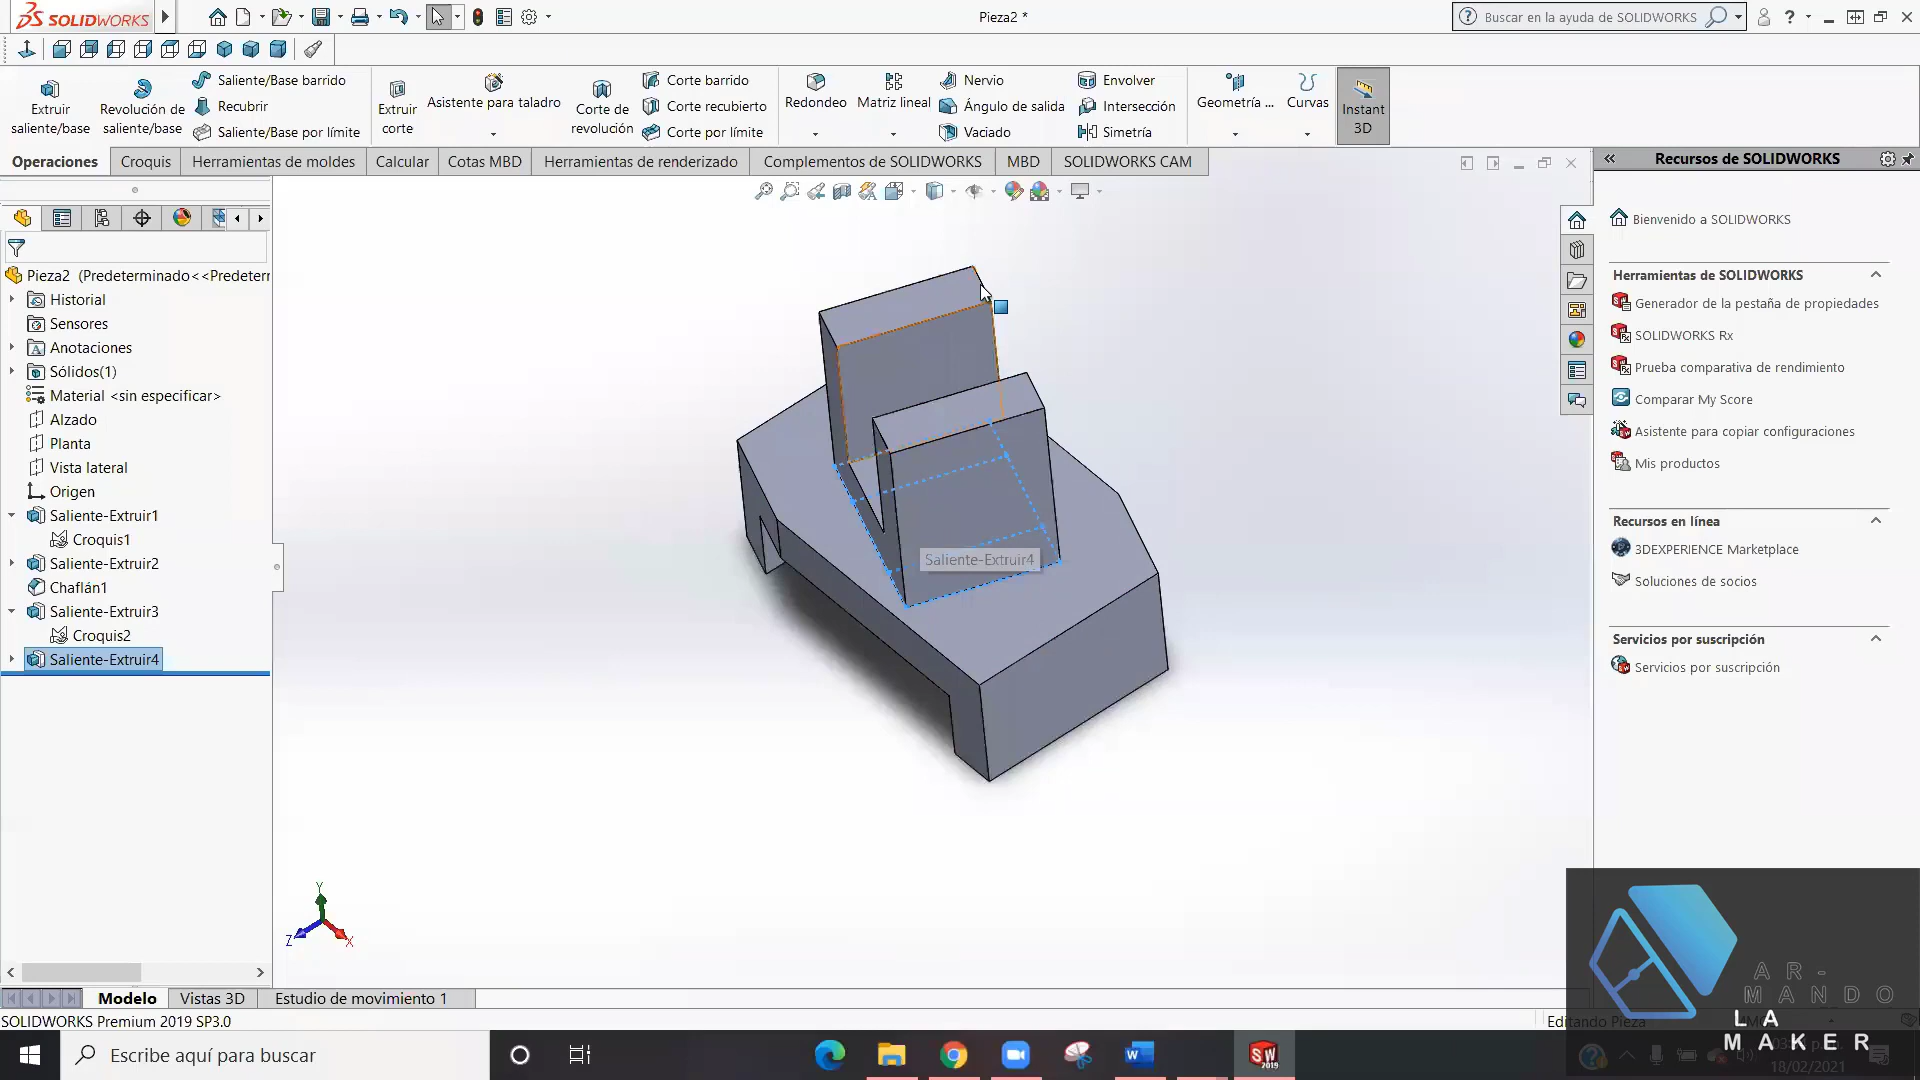 SOLIDWORKS
Pieza2 *
Buscar en la ayuda de SOLIDWORKS
Extruir saliente/base
Revolución de saliente/base
Saliente/Base barrido
Recubrir
Saliente/Base por límite
Extruir corte
Asistente para taladro
Corte de revolución
Corte barrido
Corte recubierto
Corte por límite
Redondeo
Matriz lineal
Nervio
Ángulo de salida
Vaciado
Envolver
Intersección
Simetría
Geometría ...
Curvas
Instant 3D
Operaciones
Croquis
Herramientas de moldes
Calcular
Cotas MBD
Herramientas de renderizado
Complementos de SOLIDWORKS
MBD
SOLIDWORKS CAM
Pieza2 (Predeterminado<<Predeterr
Historial
Sensores
Anotaciones
Sólidos(1)
Material <sin especificar>
Alzado
Planta
Vista lateral
Origen
Saliente-Extruir1
Croquis1
Saliente-Extruir2
Chaflán1
Saliente-Extruir3
Croquis2
Saliente-Extruir4
Saliente-Extruir4
Y
Z
X
Recursos de SOLIDWORKS
Bienvenido a SOLIDWORKS
Herramientas de SOLIDWORKS
Generador de la pestaña de propiedades
SOLIDWORKS Rx
Prueba comparativa de rendimiento
Comparar My Score
Asistente para copiar configuraciones
Mis productos
Recursos en línea
3DEXPERIENCE Marketplace
Soluciones de socios
Servicios por suscripción
Servicios por suscripción
Modelo
Vistas 3D
Estudio de movimiento 1
SOLIDWORKS Premium 2019 SP3.0
Editando Pieza
AR-
MANDO
LA
MAKER
Escribe aquí para buscar
18/02/2021